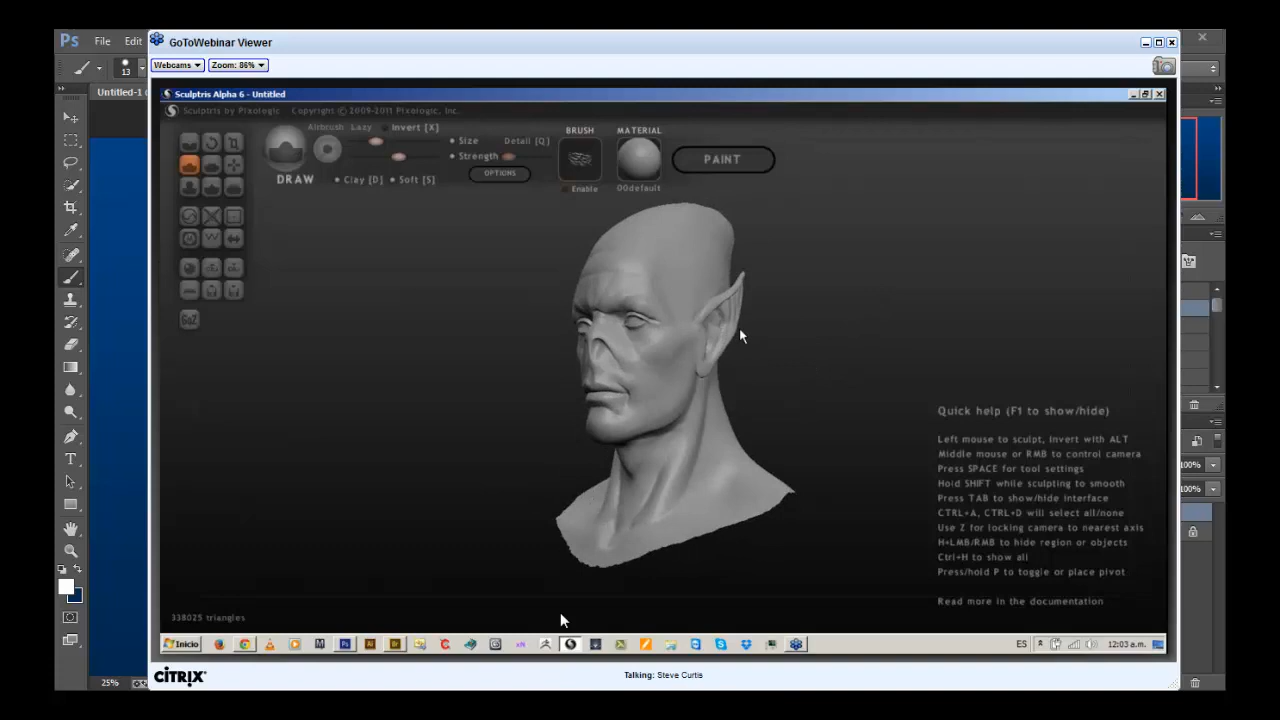 Ps File Edit
GoToWebinar Viewer
13
Webcams Zoom: 86%
Untitled-1
Sculptris Alpha 6 - Untitled
Sculptris by Pixologic Copyright © 2009-2011 Pixologic, Inc.
Airbrush Lazy Invert [X]
Size Detail [Q]
Strength
OPTIONS
DRAW Clay [D] Soft [S]
BRUSH MATERIAL
Enable 00default
PAINT
GoZ
Quick help (F1 to show/hide)
Left mouse to sculpt, invert with ALT
Middle mouse or RMB to control camera
Press SPACE for tool settings
Hold SHIFT while sculpting to smooth
Press TAB to show/hide interface
CTRL+A, CTRL+D will select all/none
Use Z for locking camera to nearest axis
H+LMB/RMB to hide region or objects
Ctrl+H to show all
Press/hold P to toggle or place pivot
Read more in the documentation
100%
100%
338025 triangles
Inicio
Ps Ai Br
ES 12:03 a.m.
25%
CITRIX
Talking: Steve Curtis